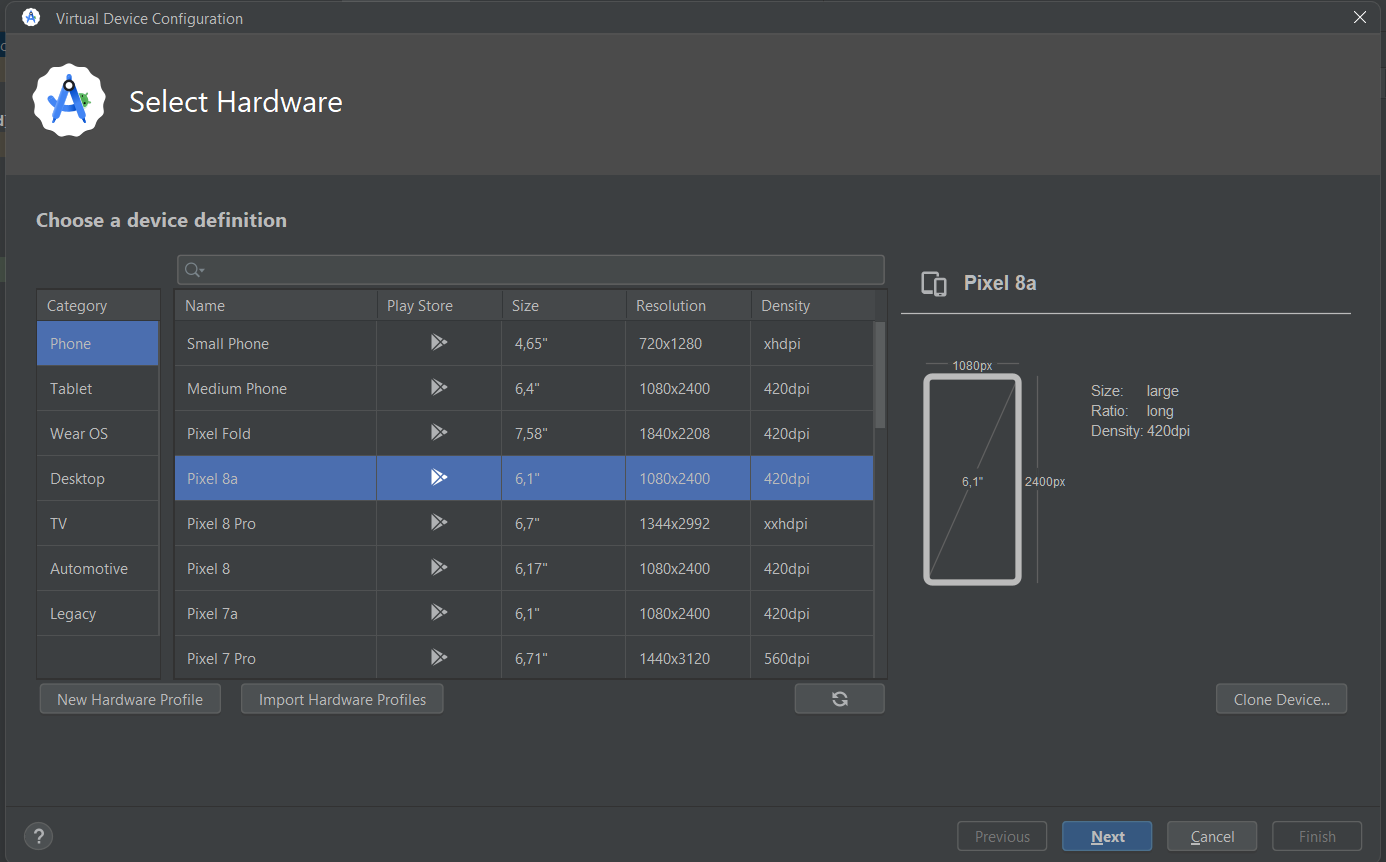 Virtual Device Configuration
Select Hardware
Choose a device definition
Category
Phone
Tablet
Wear OS
Desktop
TV
Automotive
Legacy
Name Play Store Size Resolution Density
Small Phone 4,65" 720x1280 xhdpi
Medium Phone 6,4" 1080x2400 420dpi
Pixel Fold 7,58" 1840x2208 420dpi
Pixel 8a 6,1" 1080x2400 420dpi
Pixel 8 Pro 6,7" 1344x2992 xxhdpi
Pixel 8 6,17" 1080x2400 420dpi
Pixel 7a 6,1" 1080x2400 420dpi
Pixel 7 Pro 6,71" 1440x3120 560dpi
New Hardware Profile Import Hardware Profiles
Pixel 8a
1080px
6,1"
2400px
Size: large
Ratio: long
Density: 420dpi
Clone Device...
? Previous Next Cancel Finish